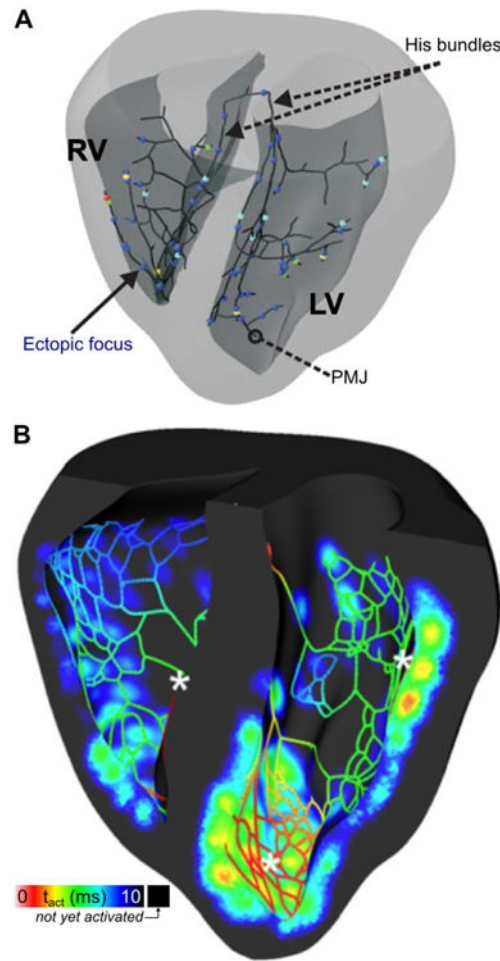 A
His bundles
RV
LV
Ectopic focus
PMJ
B
*
*
*
0 t_act (ms) 10
not yet activated